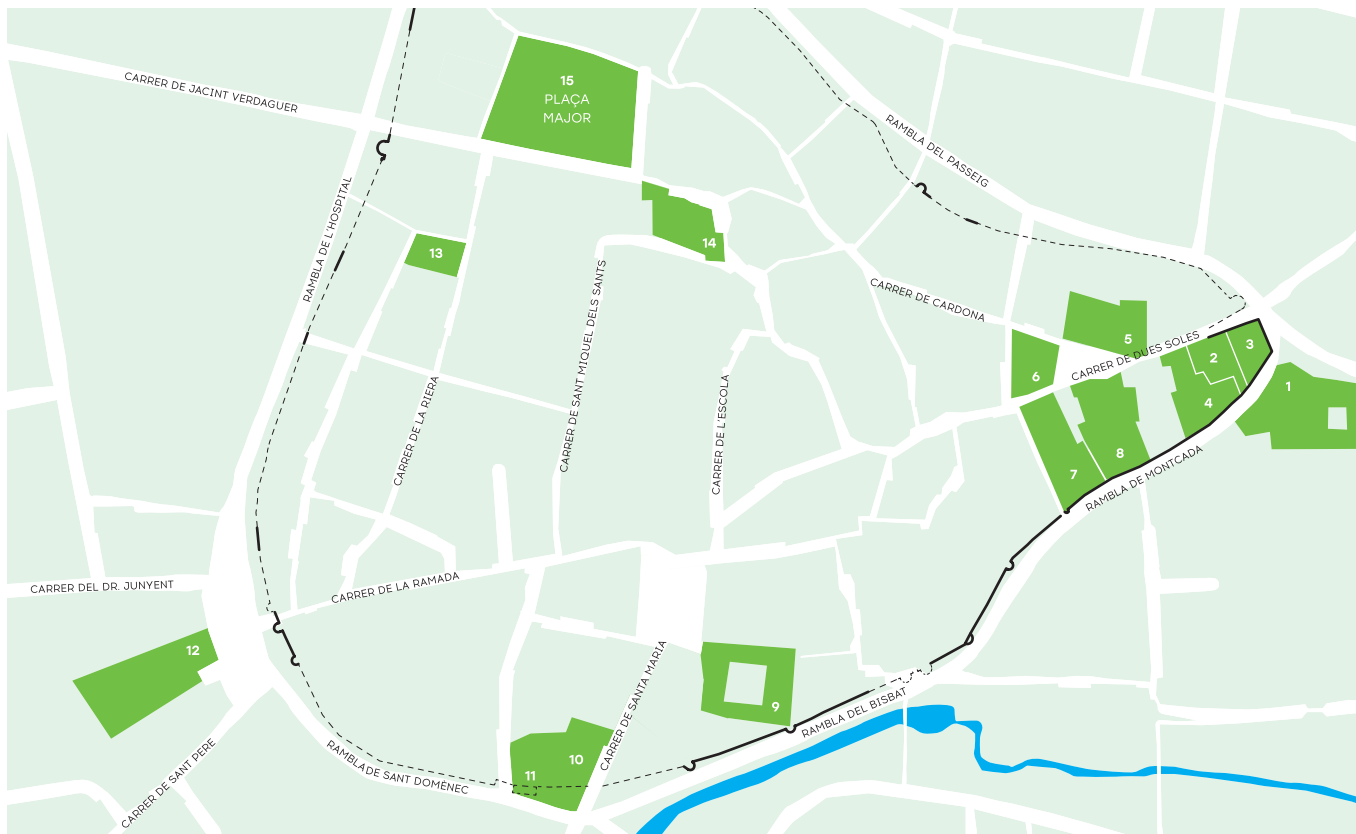 15
PLAÇA
MAJOR
CARRER DE JACINT VERDAGUER
RAMBLA DEL PASSEIG
RAMBLA DE L'HOSPITAL
13
14
CARRER DE SANT MIQUEL DELS SANTS
CARRER DE CARDONA
5
CARRER DE DUES SOLES
3
2
1
6
4
CARRER DE LA RIERA
CARRER DE L'ESCOLA
8
7
RAMBLA DE MONTCADA
CARRER DEL DR. JUNYENT
CARRER DE LA RAMADA
12
CARRER DE SANTA MARIA
9
RAMBLA DEL BISBAT
CARRER DE SANT PERE
RAMBLA DE SANT DOMÈNEC
11
10